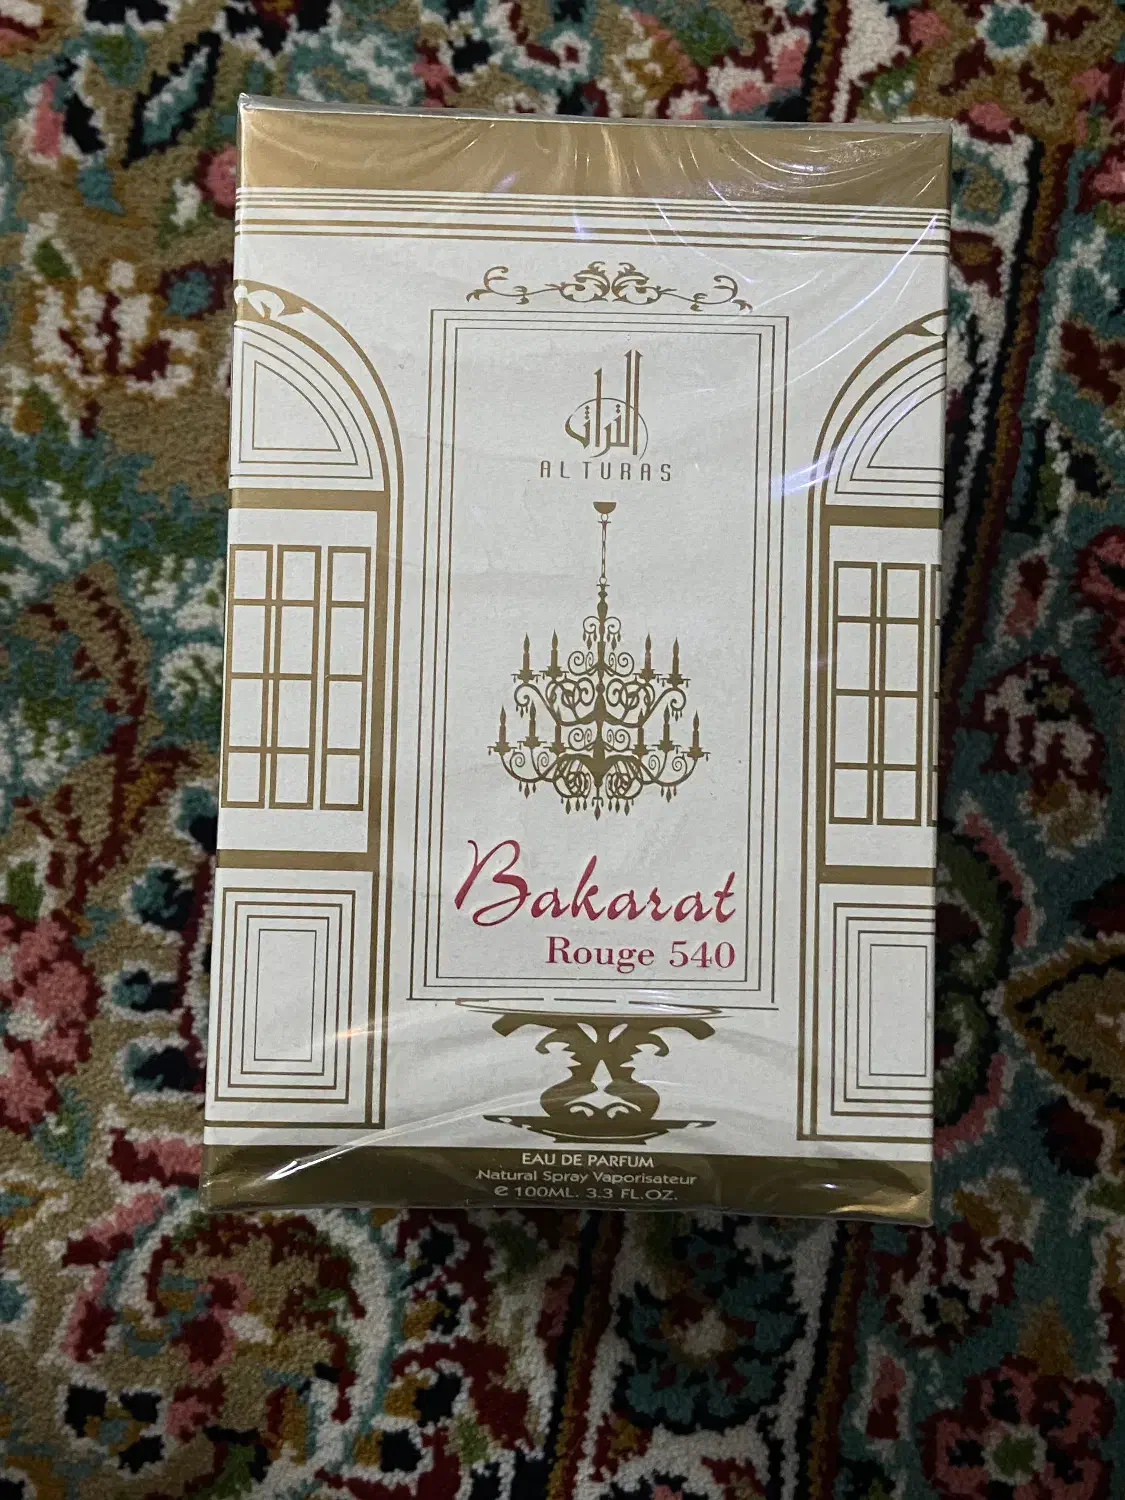 التراث
ALTURAS
Bakarat
Rouge 540
EAU DE PARFUM
Natural Spray Vaporisateur
e 100ML. 3.3 FL.OZ.